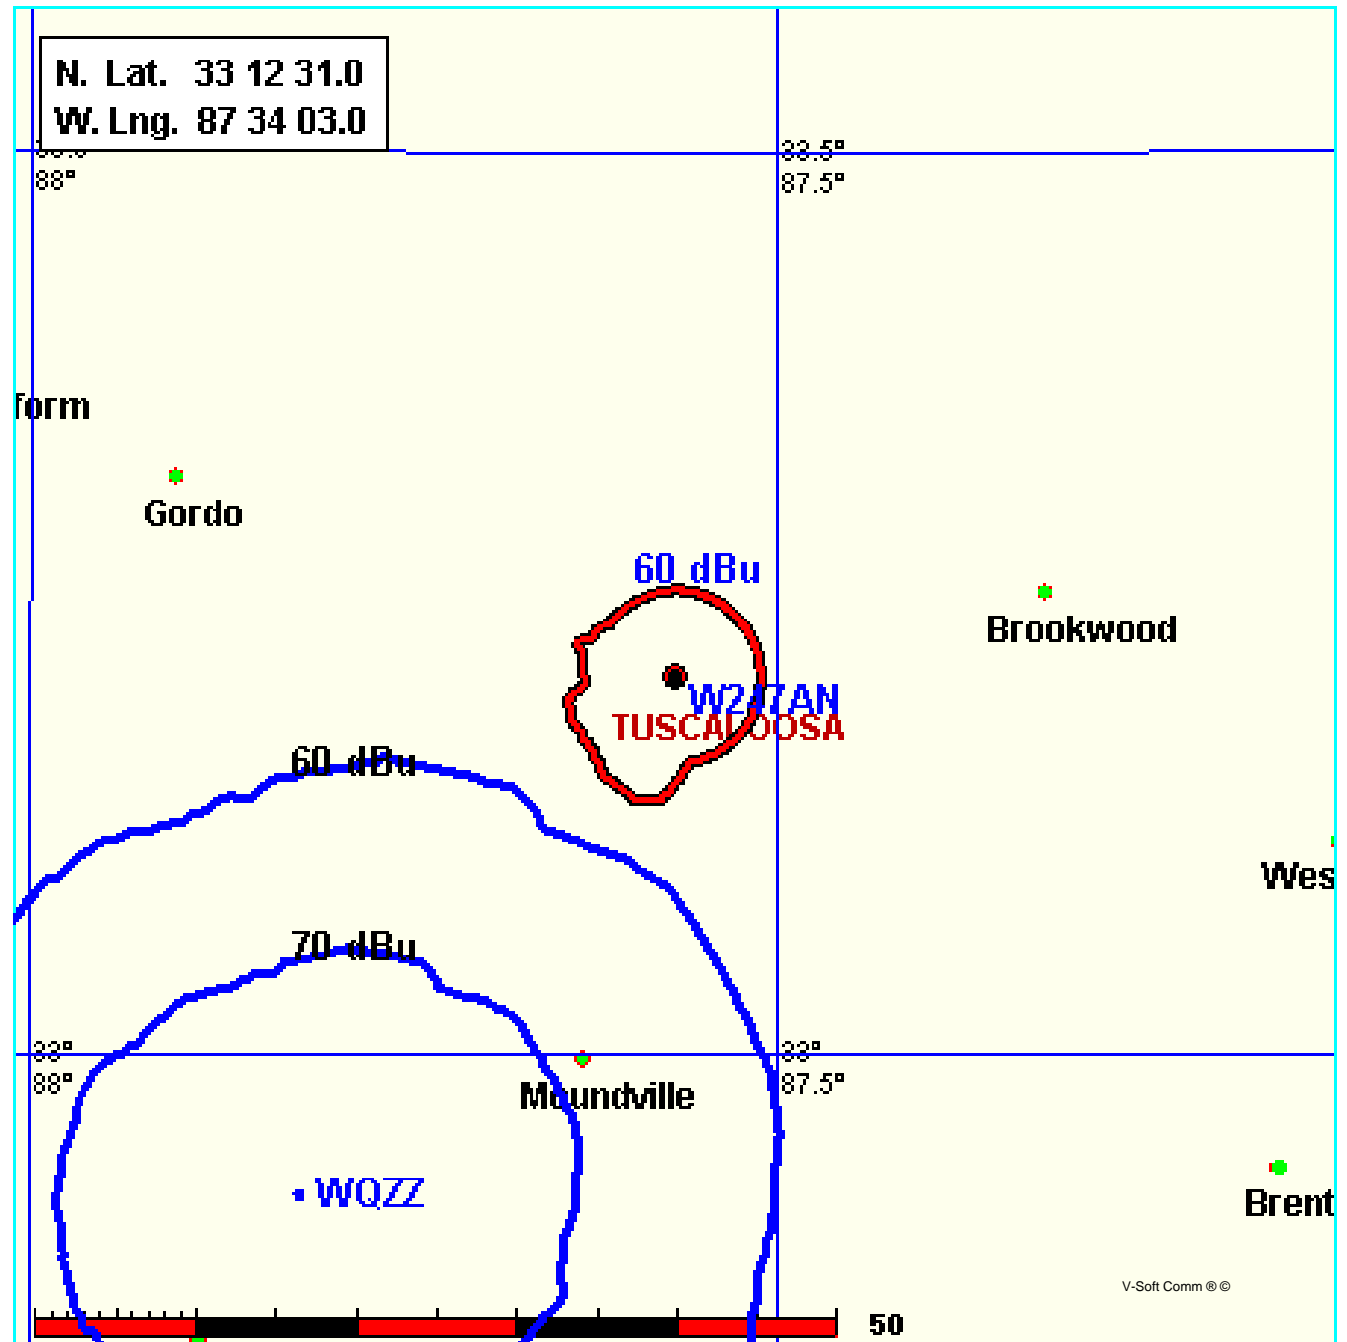 N. Lat. 33 12 31.0
W. Lng. 87 34 03.0
33.5°
88°
87.5°
form
Gordo
60 dBu
Brookwood
W247AN
TUSCALOOSA
60 dBu
Wes
70 dBu
33°
33°
88°
87.5°
Moundville
WQZZ
Brent
V-Soft Comm ® ©
50